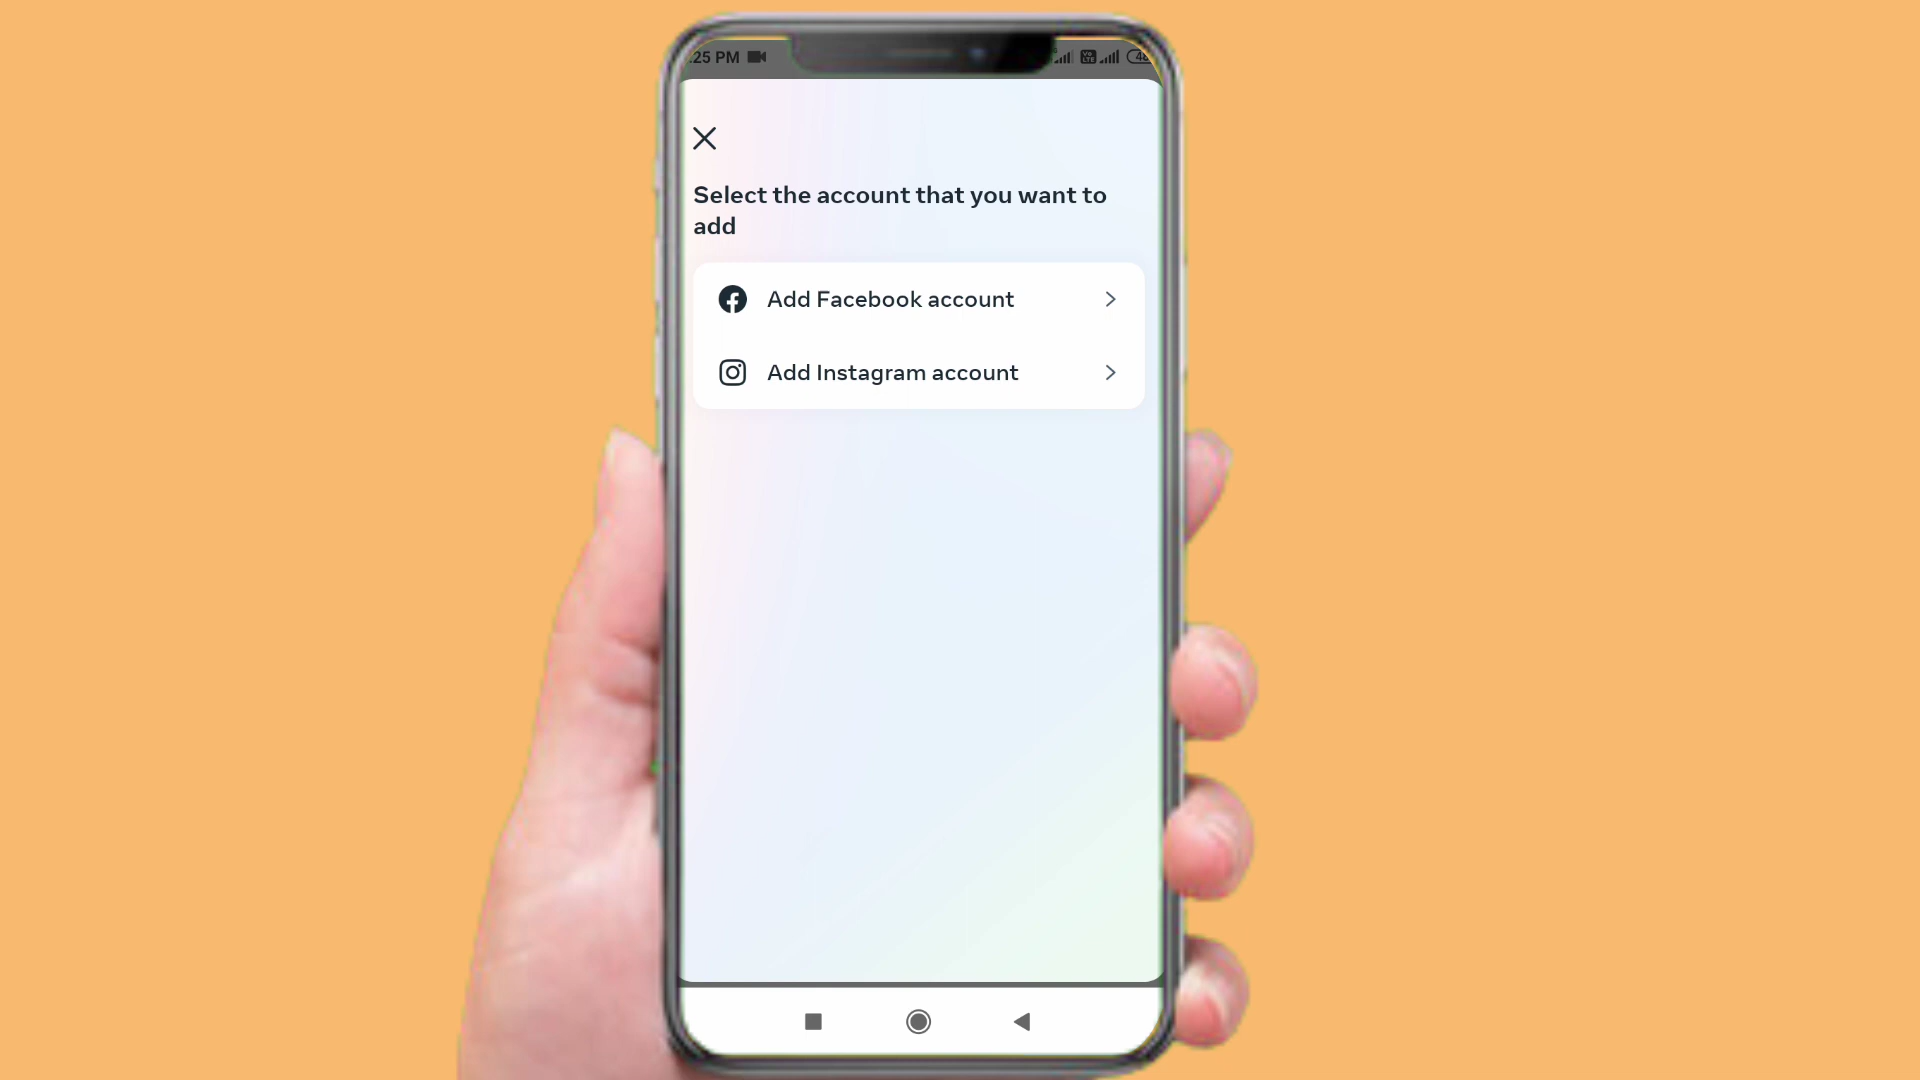 :25 PM
Select the account that you want to
add
Add Facebook account
Add Instagram account